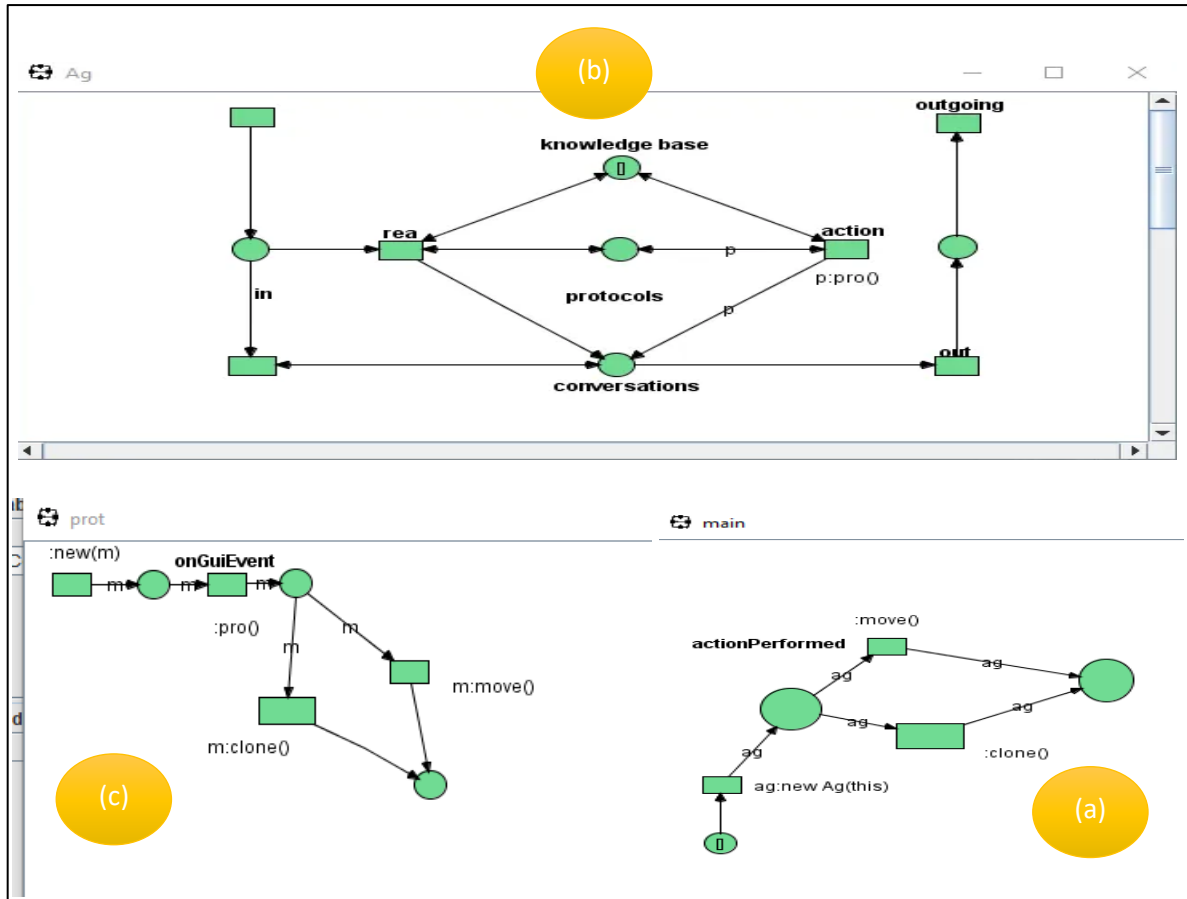 Ag
(b)
outgoing
knowledge base
[]
rea
action
p
p:pro()
in
protocols
p
out
conversations
prot
main
:new(m)
onGuiEvent
m
m
m
:pro()
m
m
m:move()
m:clone()
(c)
:move()
actionPerformed
ag
ag
ag
ag
:clone()
ag
ag:new Ag(this)
[]
(a)